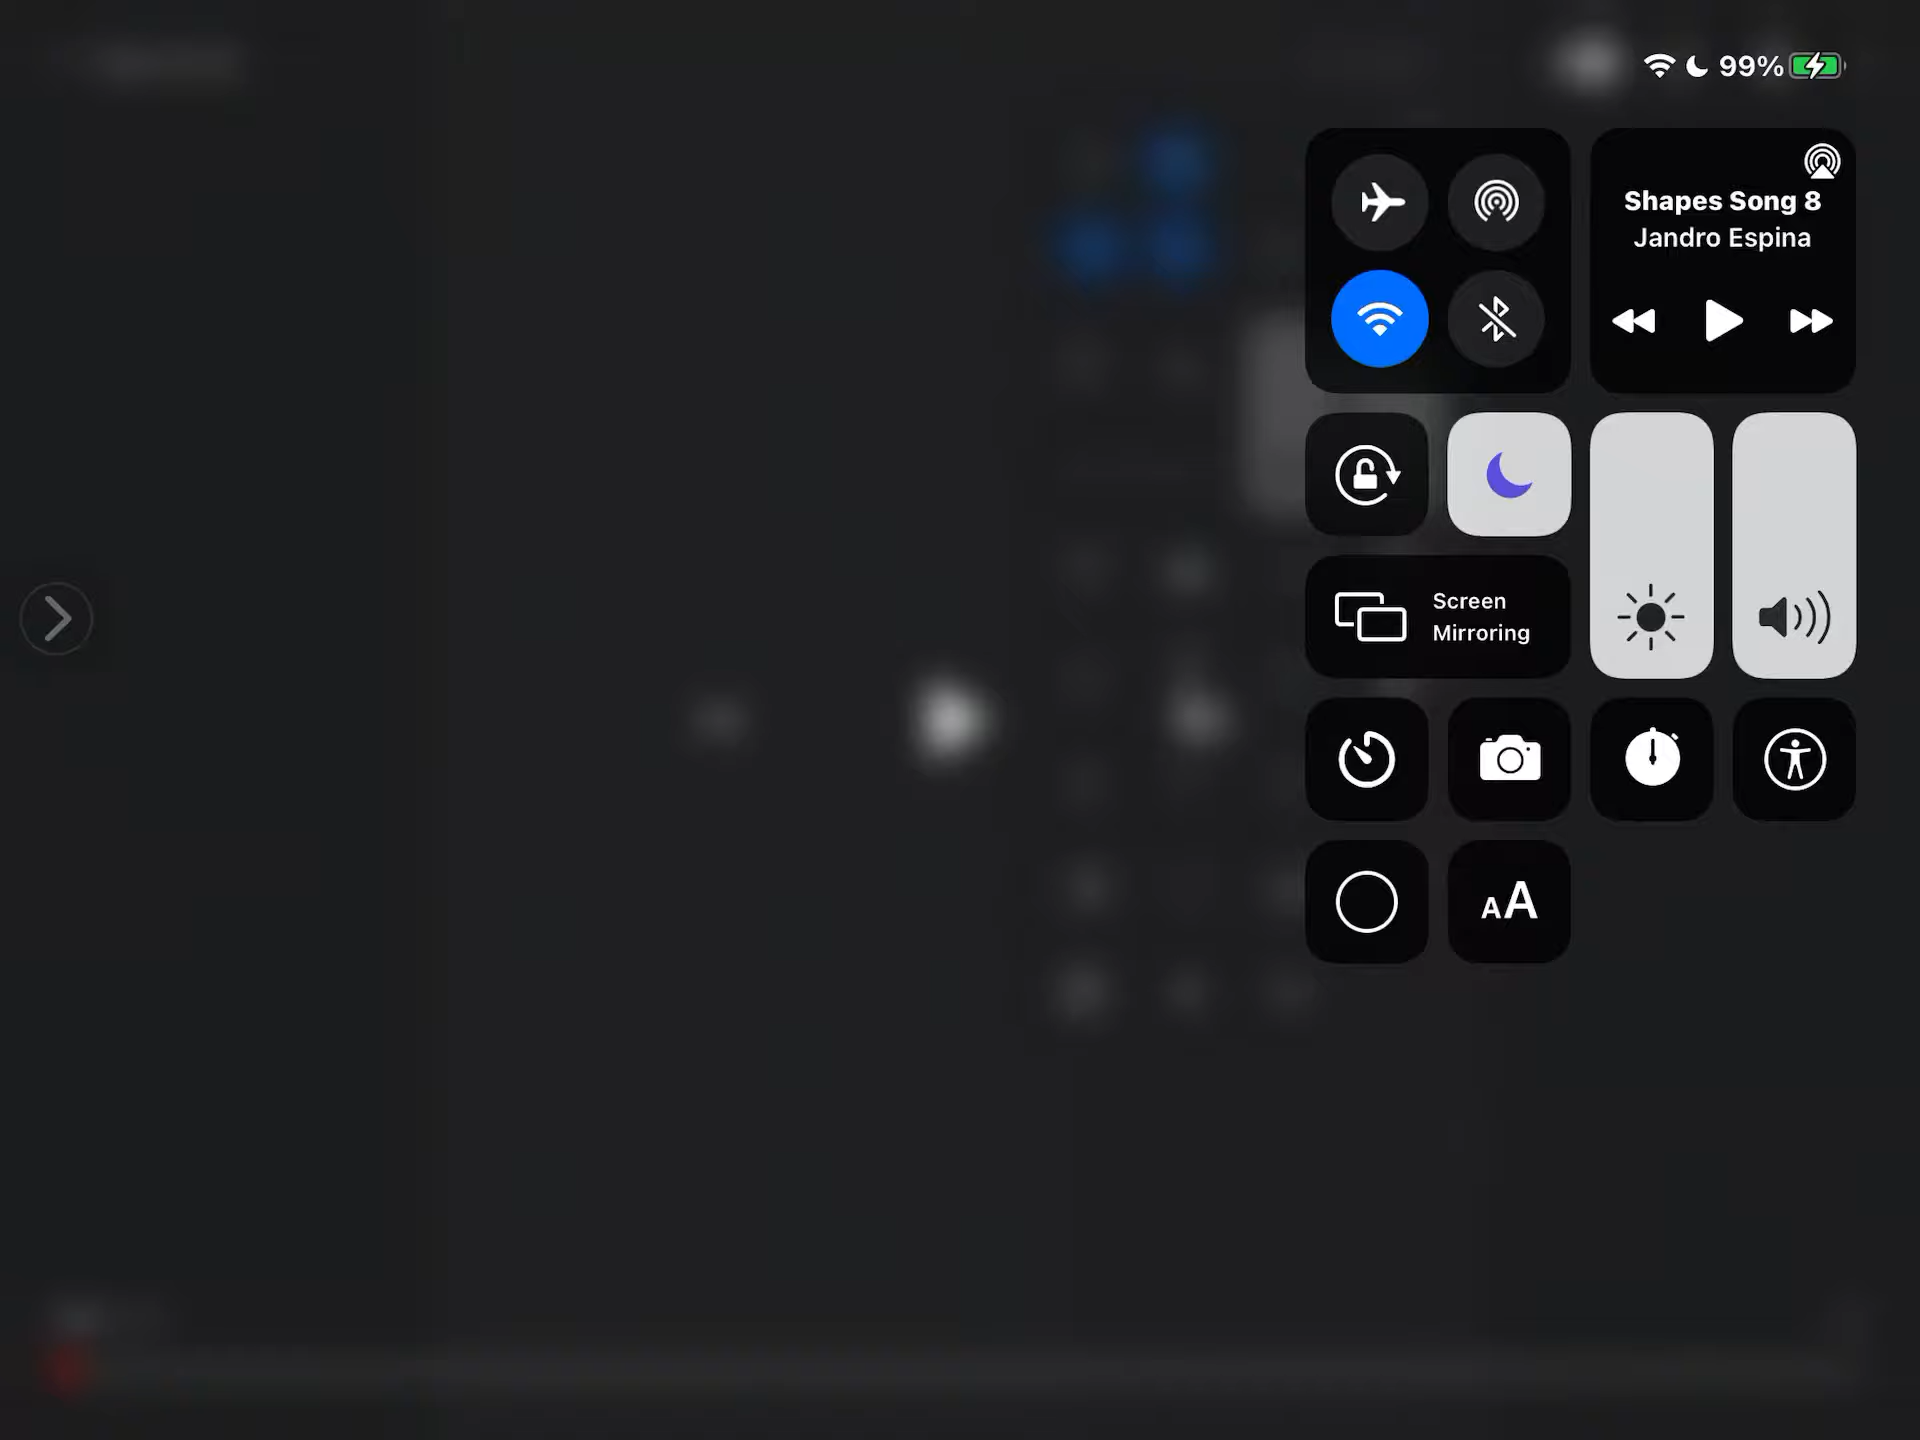 99%
Shapes Song 8
Jandro Espina
Screen
Mirroring
AA